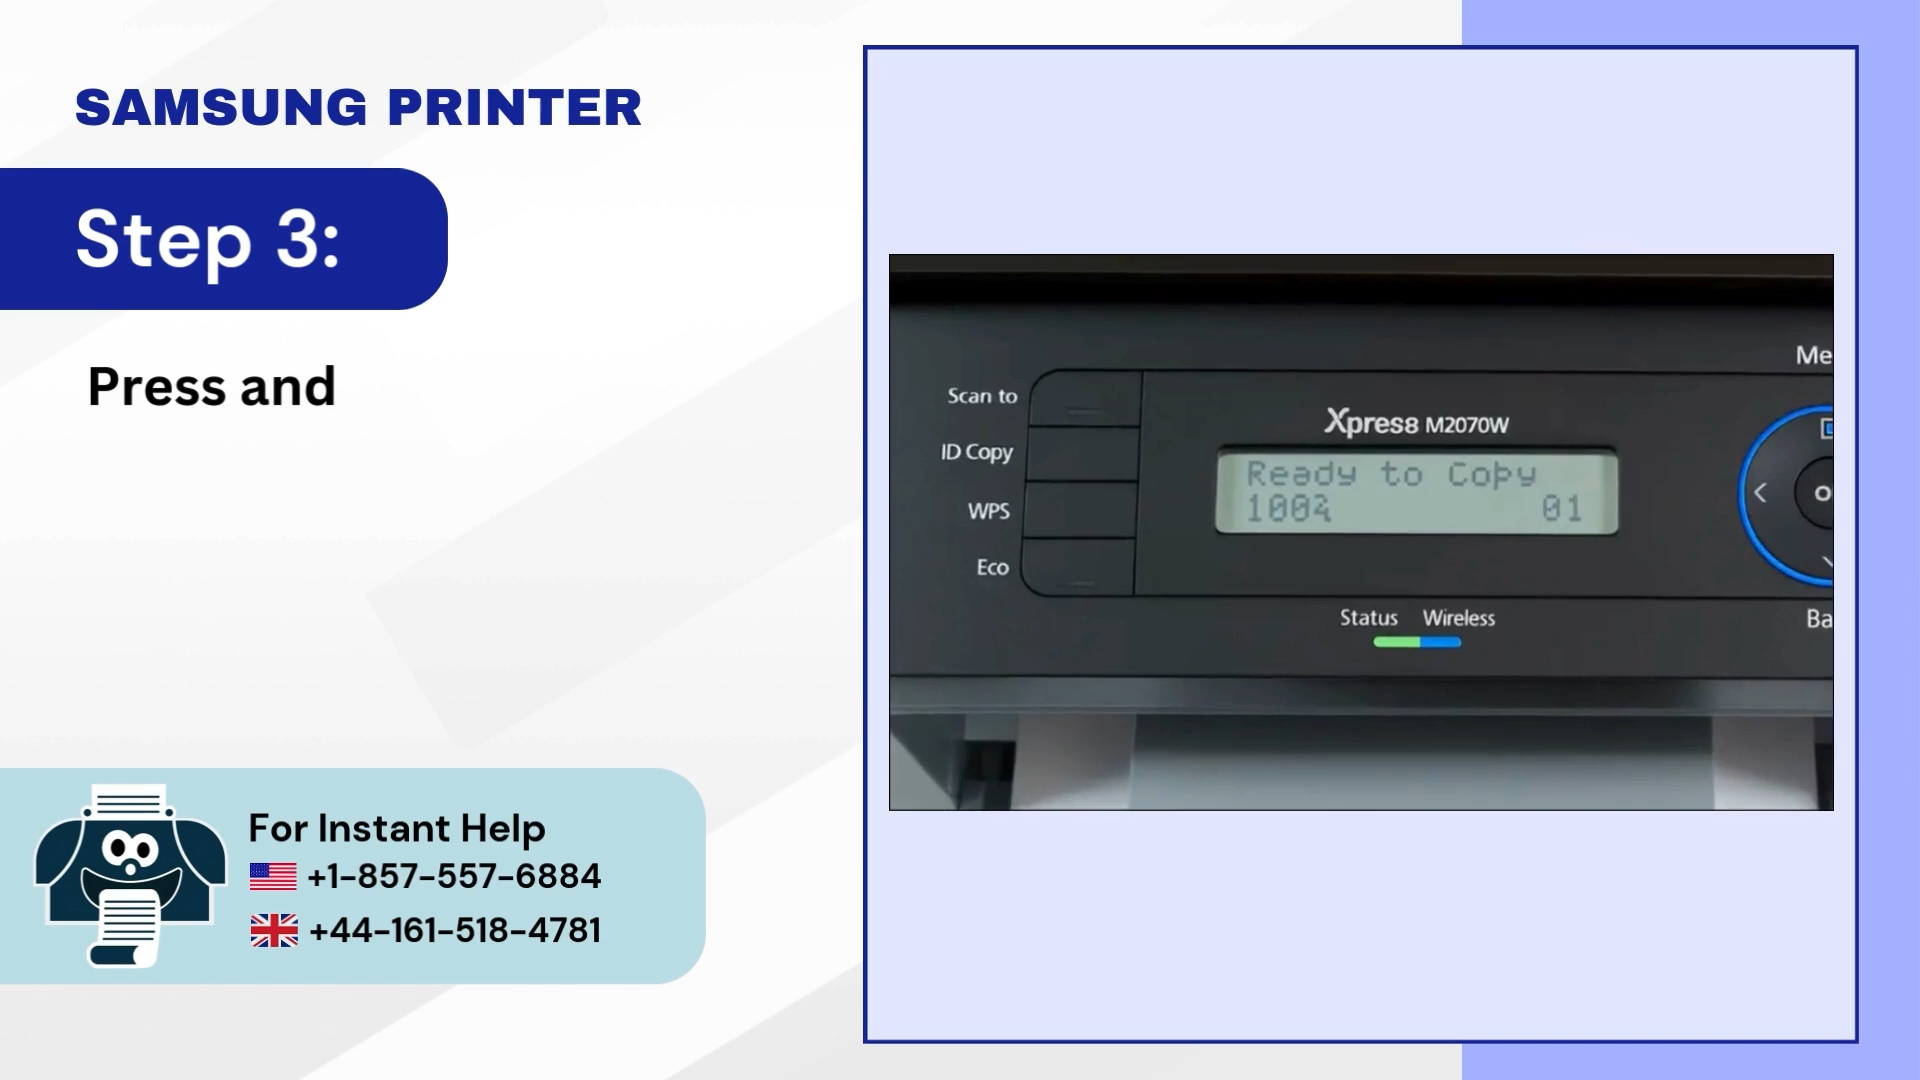 SAMSUNG PRINTER
Step 3:
Press and
For Instant Help
+1-857-557-6884
+44-161-518-4781
Me
Scan to
ID Copy
WPS
Eco
Xpress M2070W
Ready to Copy
100% 01
O
Status Wireless
Ba